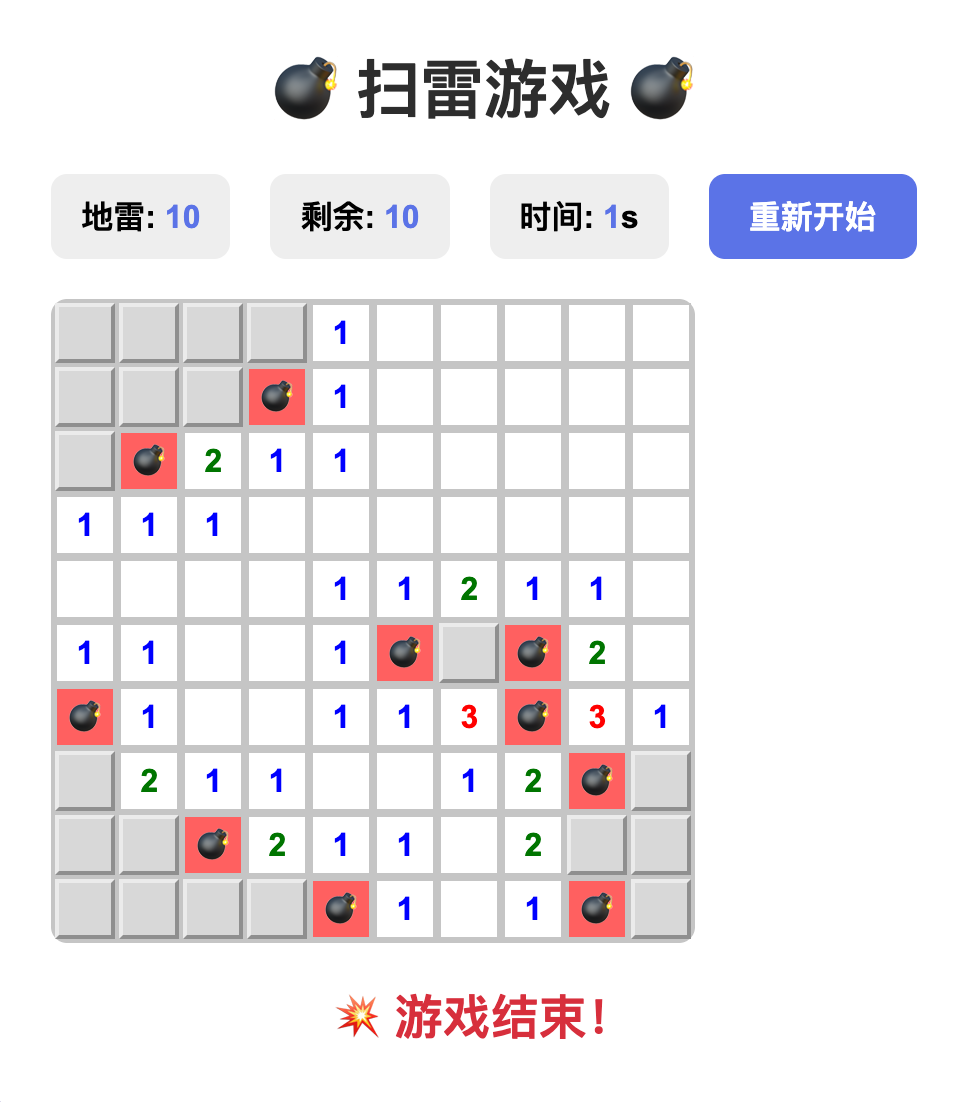 💣 扫雷游戏 💣
地雷: 10 剩余: 10 时间: 1s 重新开始
1
💣 1
💣 2 1 1
1 1 1
1 1 2 1 1
1 1 1 💣 💣 2
💣 1 1 1 3 💣 3 1
2 1 1 1 2 💣
💣 2 1 1 2
💣 1 1 💣
💥 游戏结束！